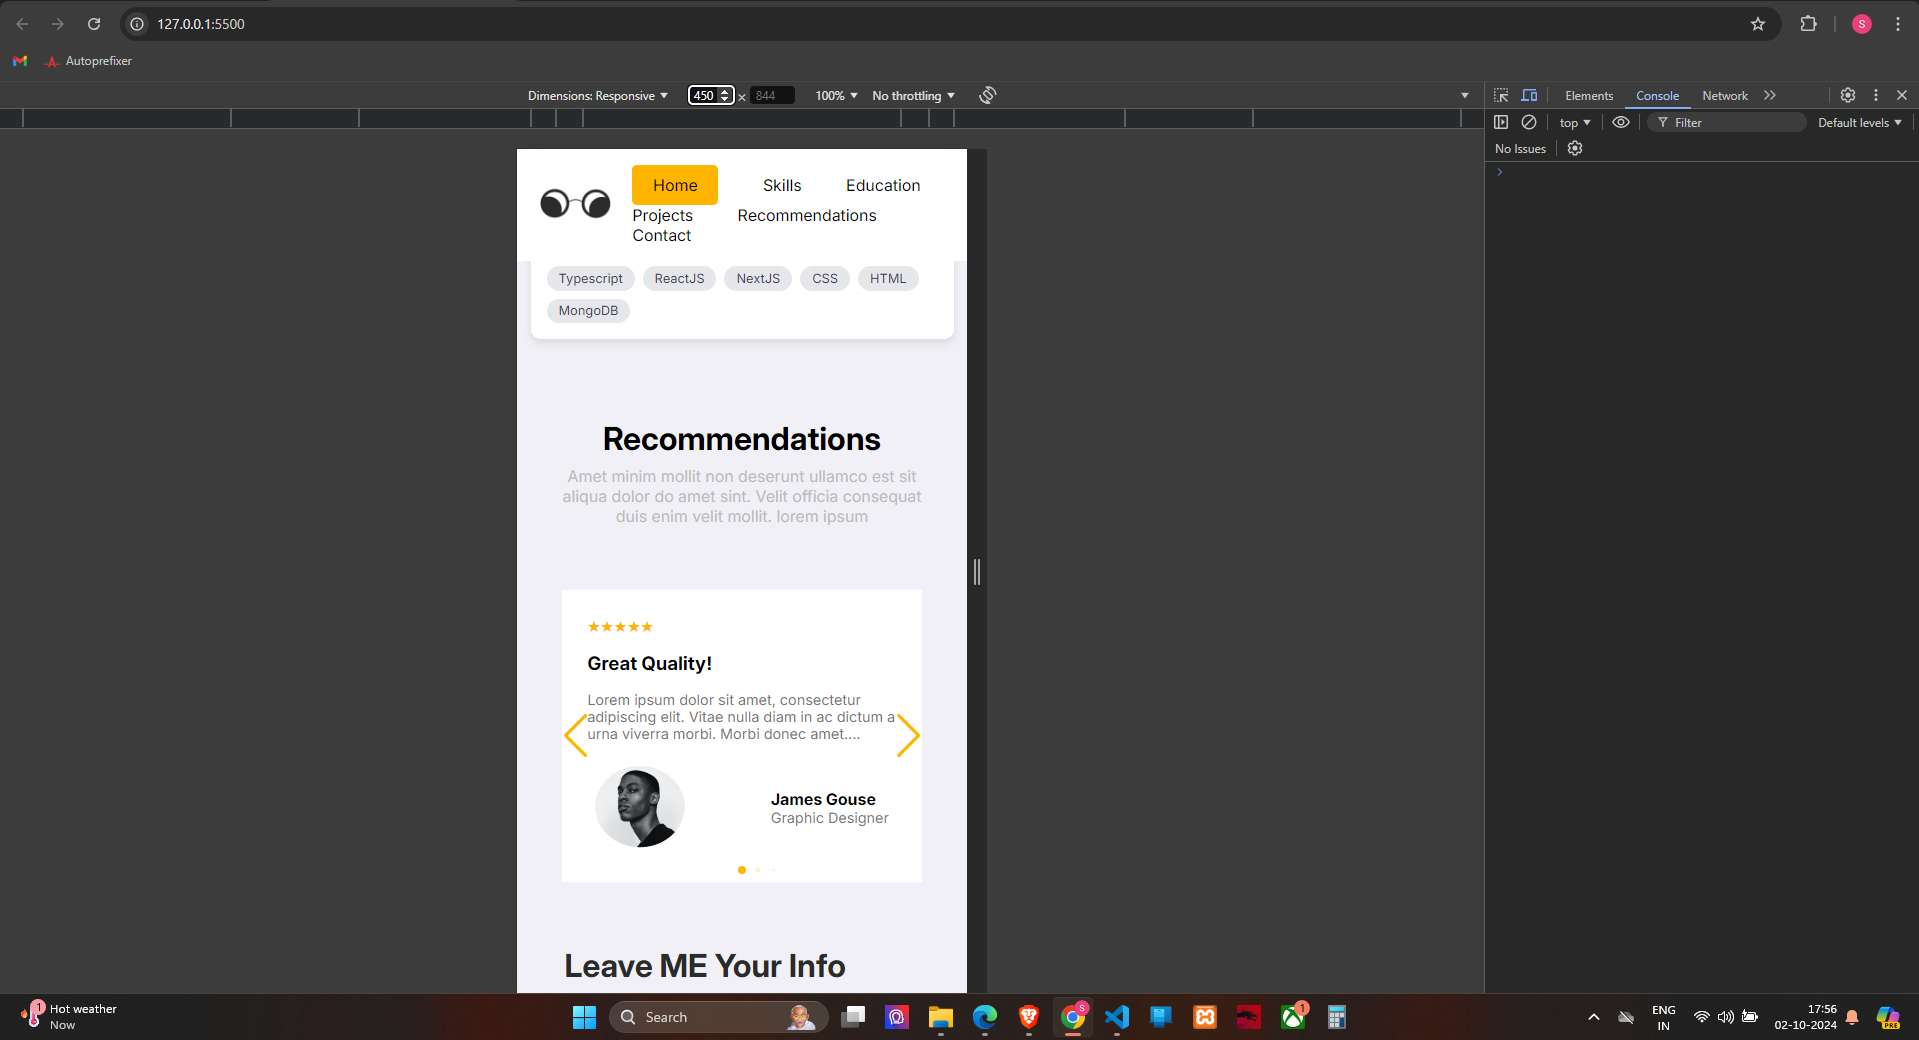 127.0.0.1:5500
S
Autoprefixer
Dimensions: Responsive 450 × 844 100% No throttling
Elements Console Network
top Filter Default levels
No Issues
Home Skills Education
Projects Recommendations
Contact
Typescript ReactJS NextJS CSS HTML
MongoDB
Recommendations
Amet minim mollit non deserunt ullamco est sit
aliqua dolor do amet sint. Velit officia consequat
duis enim velit mollit. lorem ipsum
★★★★★
Great Quality!
Lorem ipsum dolor sit amet, consectetur
adipiscing elit. Vitae nulla diam in ac dictum a
urna viverra morbi. Morbi donec amet....
James Gouse
Graphic Designer
Leave ME Your Info
1
Hot weather
Now
Search
S
1
ENG
IN
17:56
02-10-2024
PRE